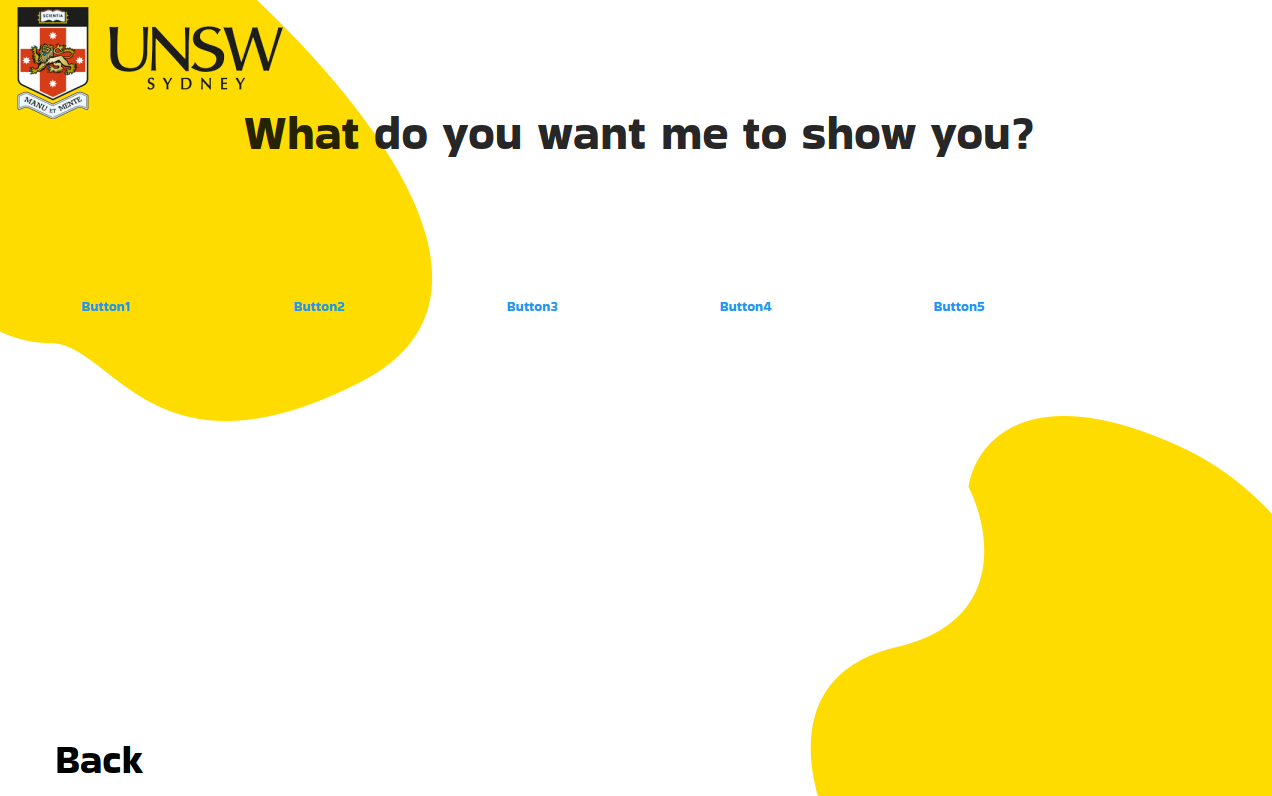 SCIENTIA
MANU ET MENTE
UNSW
SYDNEY
What do you want me to show you?
Button1
Button2
Button3
Button4
Button5
Back